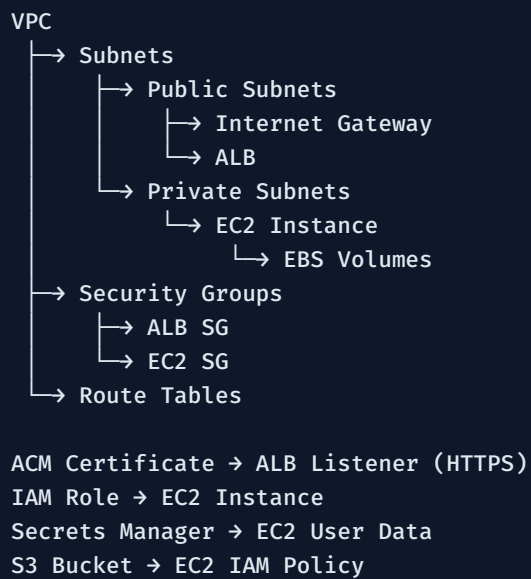 VPC
├─→ Subnets
│   ├─→ Public Subnets
│   │   ├─→ Internet Gateway
│   │   └─→ ALB
│   └─→ Private Subnets
│       └─→ EC2 Instance
│           └─→ EBS Volumes
├─→ Security Groups
│   ├─→ ALB SG
│   └─→ EC2 SG
└─→ Route Tables

ACM Certificate → ALB Listener (HTTPS)
IAM Role → EC2 Instance
Secrets Manager → EC2 User Data
S3 Bucket → EC2 IAM Policy